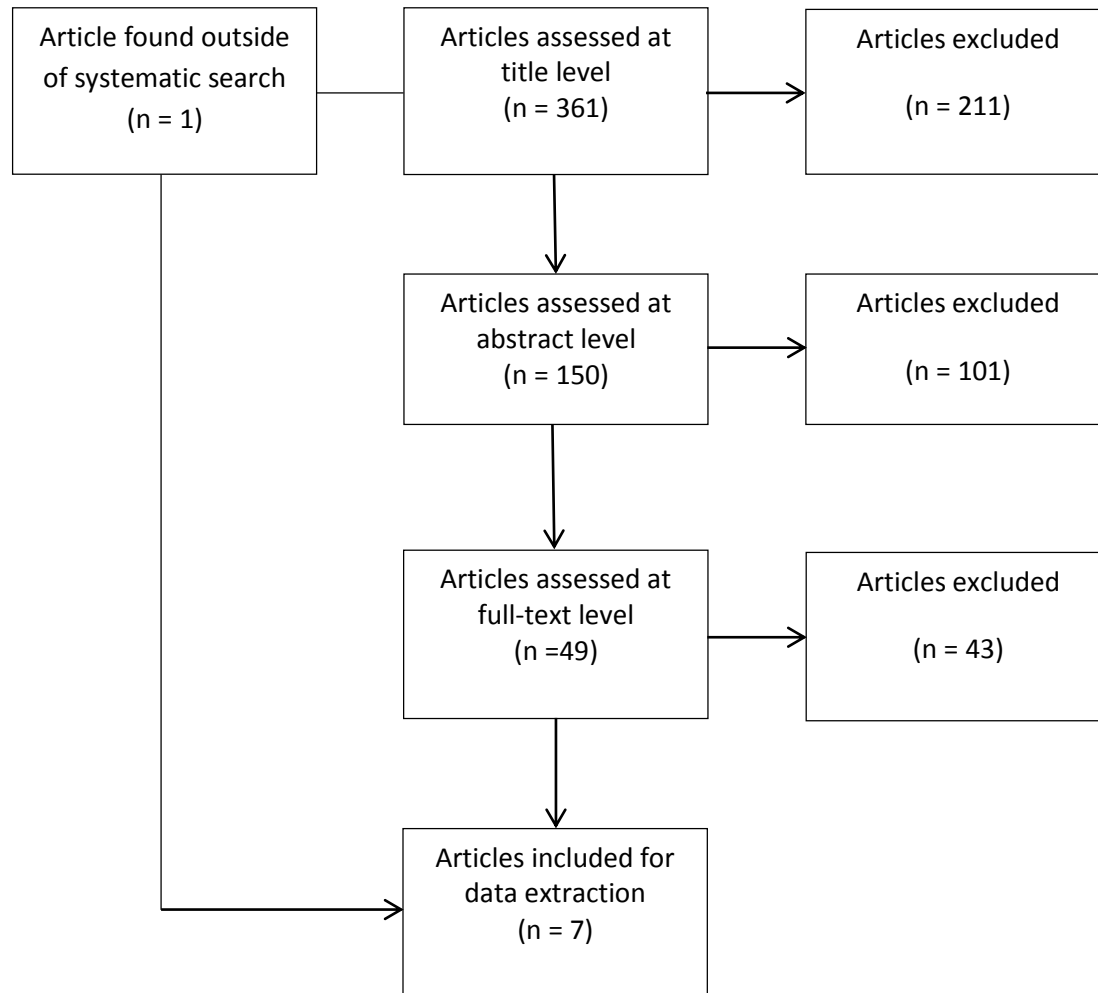 Article found outside
of systematic search
(n = 1)
Articles assessed at
title level
(n = 361)
Articles excluded
(n = 211)
Articles assessed at
abstract level
(n = 150)
Articles excluded
(n = 101)
Articles assessed at
full-text level
(n =49)
Articles excluded
(n = 43)
Articles included for
data extraction
(n = 7)